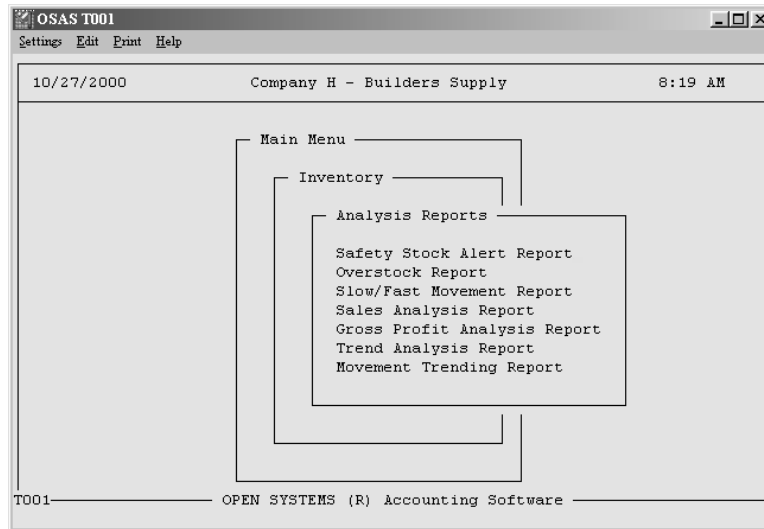 OSAS T001
Settings Edit Print Help
10/27/2000 Company H - Builders Supply 8:19 AM
Main Menu
Inventory
Analysis Reports
Safety Stock Alert Report
Overstock Report
Slow/Fast Movement Report
Sales Analysis Report
Gross Profit Analysis Report
Trend Analysis Report
Movement Trending Report
T001 OPEN SYSTEMS (R) Accounting Software